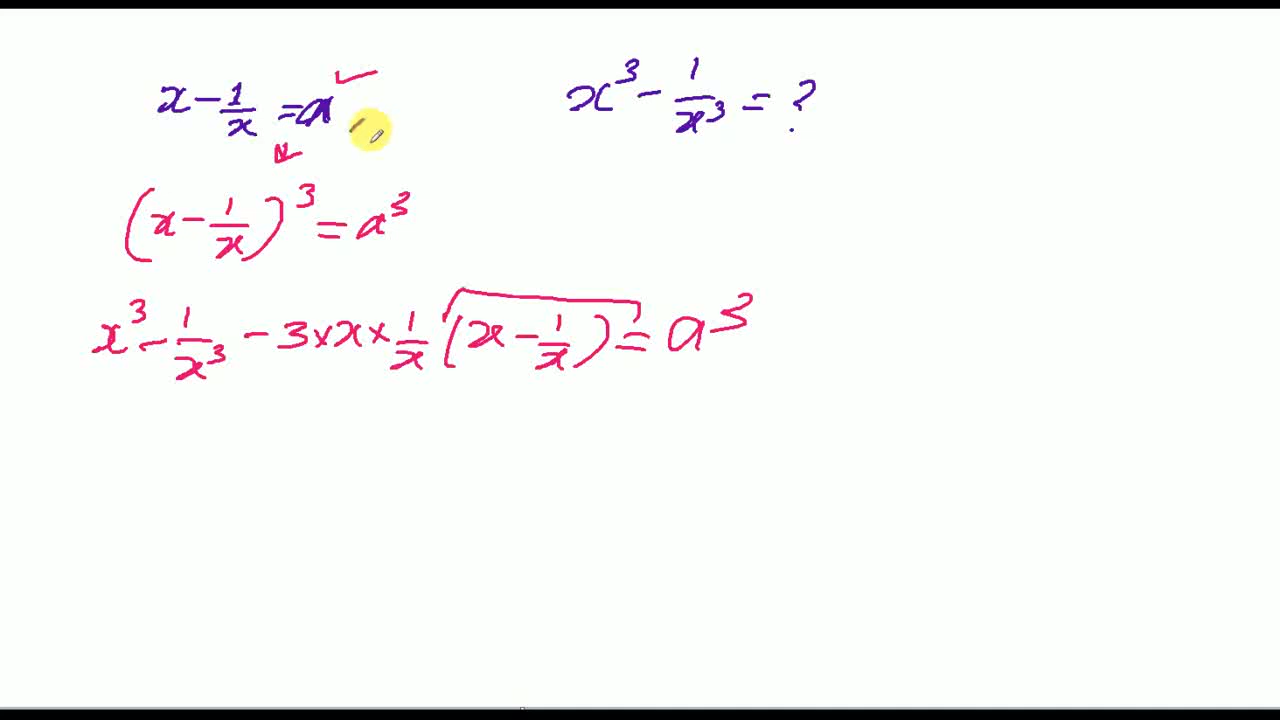 x - 1/x = a
x³ - 1/x³ = ?
(x - 1/x)³ = a³
x³ - 1/x³ - 3 × x × 1/x (x - 1/x) = a³